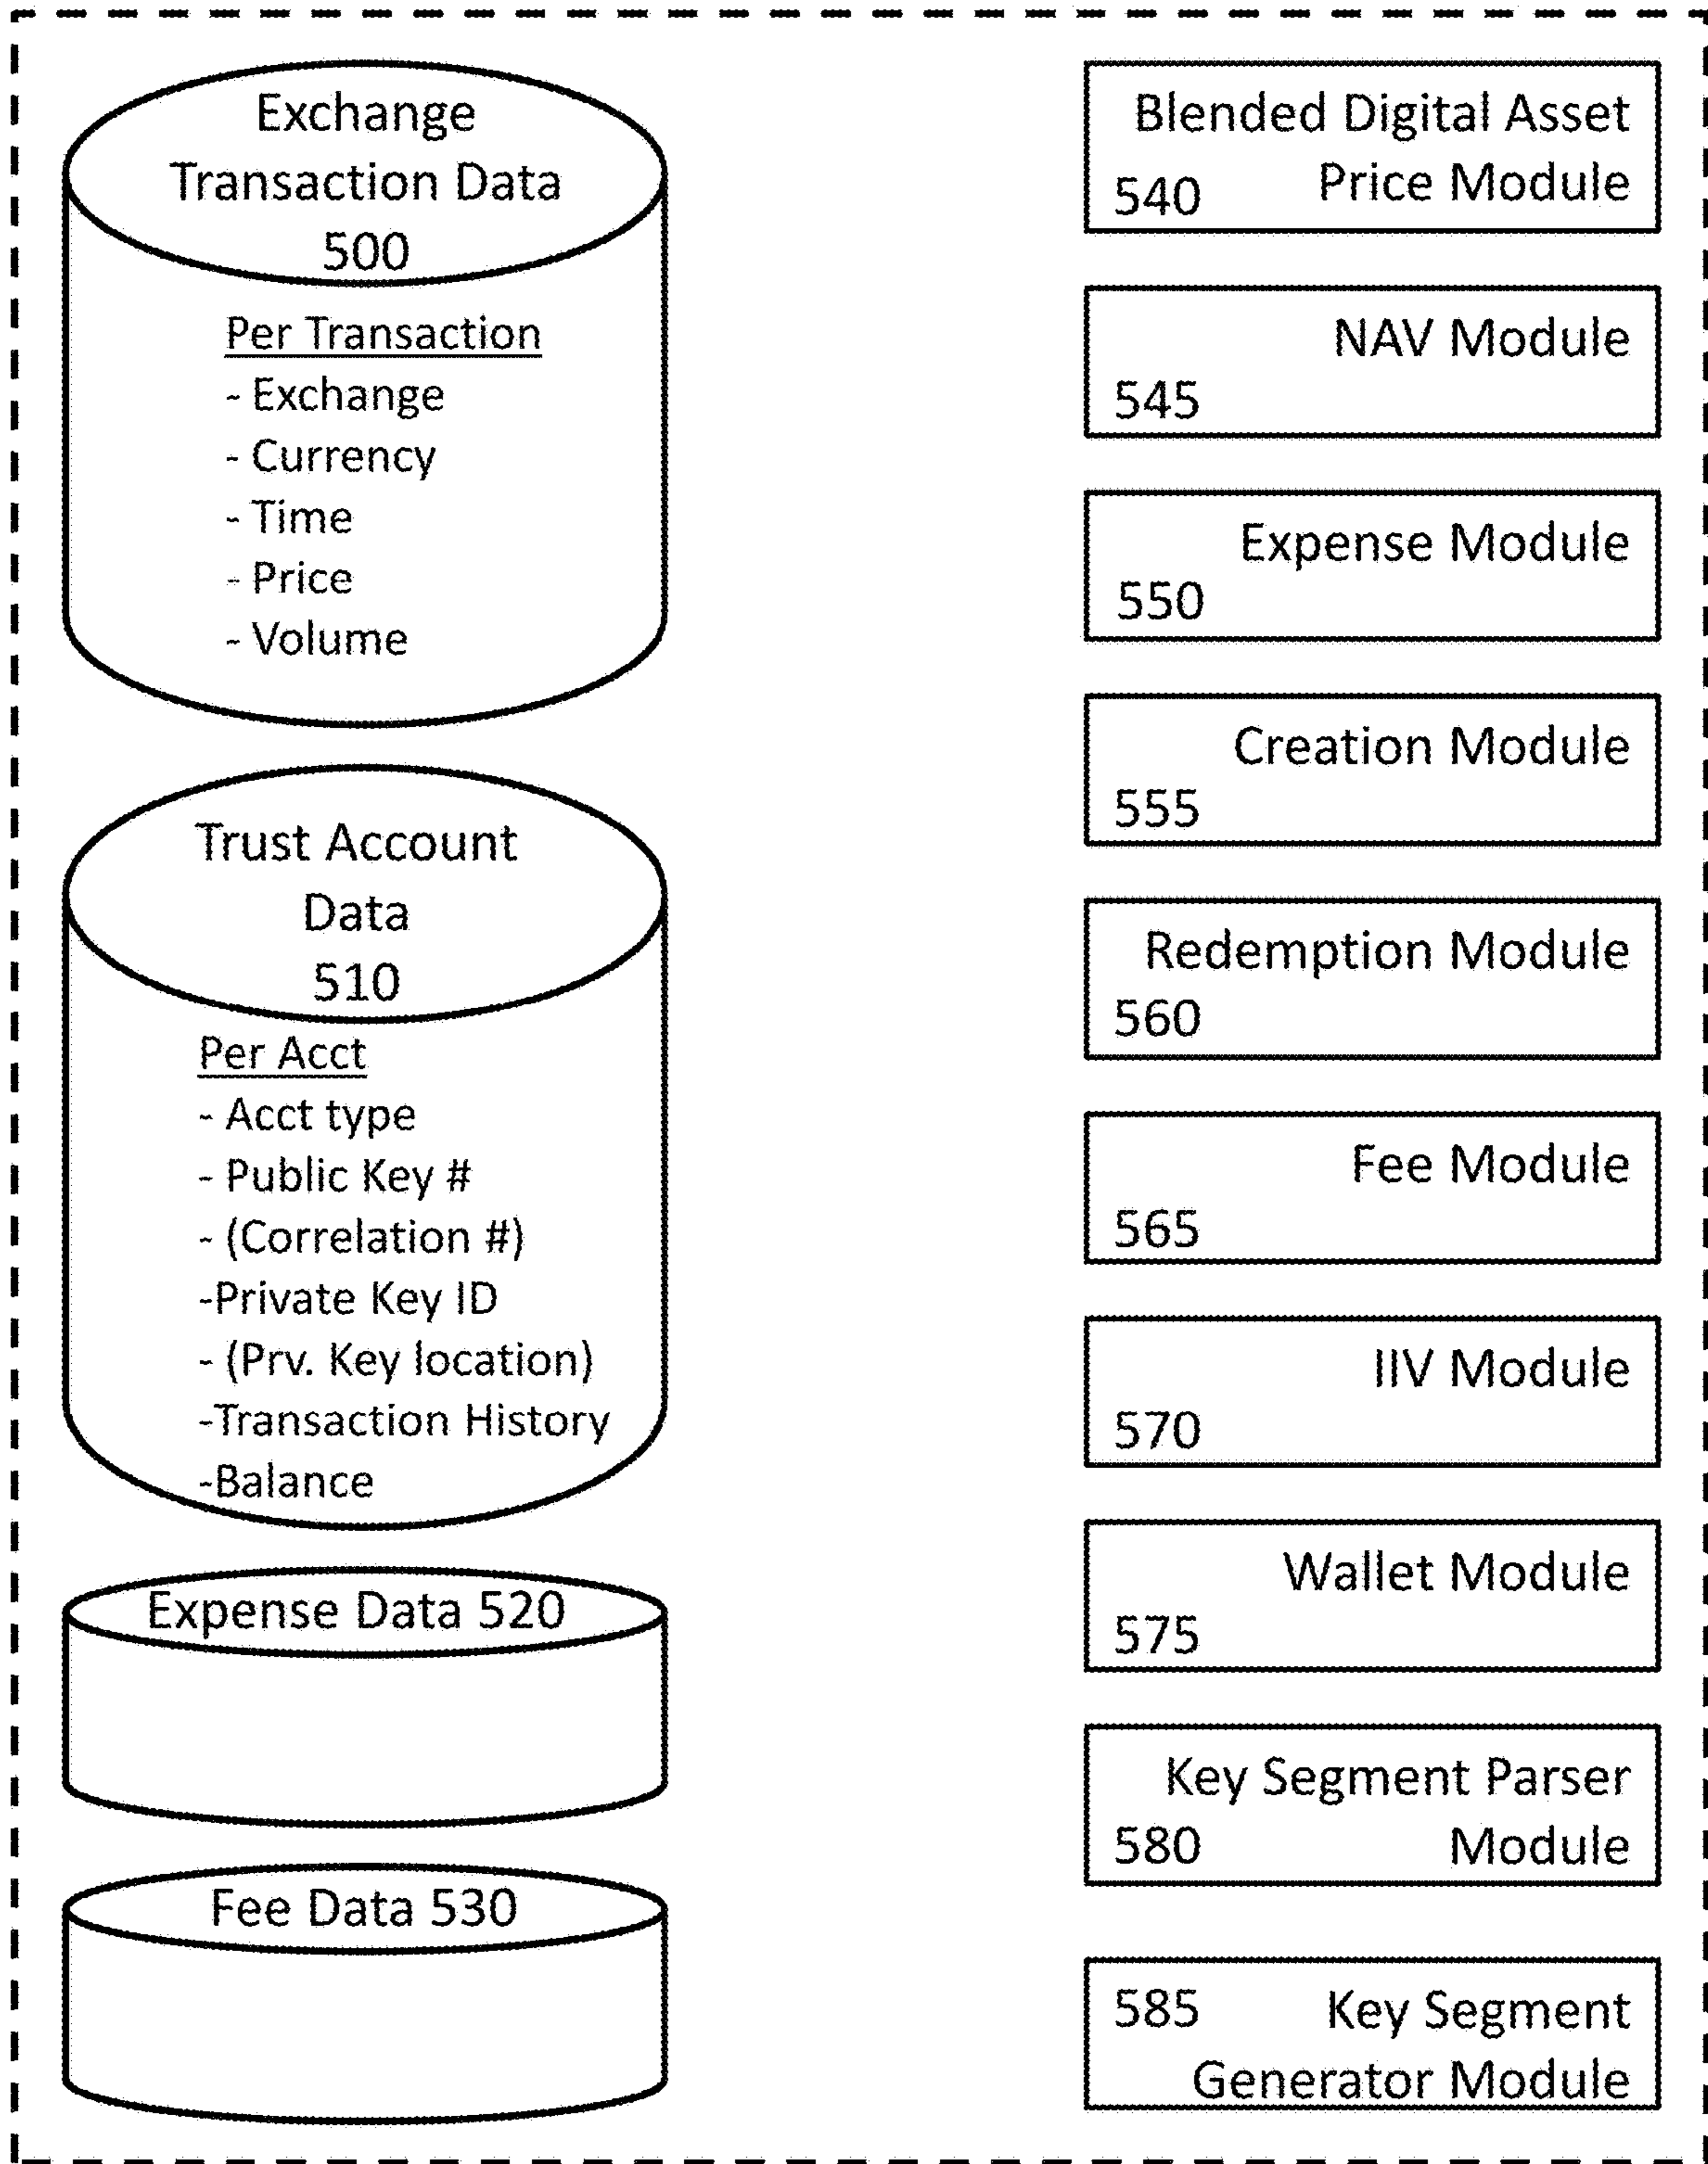 Exchange
Transaction Data
500
Per Transaction
- Exchange
- Currency
- Time
- Price
- Volume
Trust Account
Data
510
Per Acct
- Acct type
- Public Key #
- (Correlation #)
-Private Key ID
- (Prv. Key location)
-Transaction History
-Balance
Expense Data 520
Fee Data 530
Blended Digital Asset
540 Price Module
NAV Module
545
Expense Module
550
Creation Module
555
Redemption Module
560
Fee Module
565
IIV Module
570
Wallet Module
575
Key Segment Parser
580 Module
585 Key Segment
Generator Module